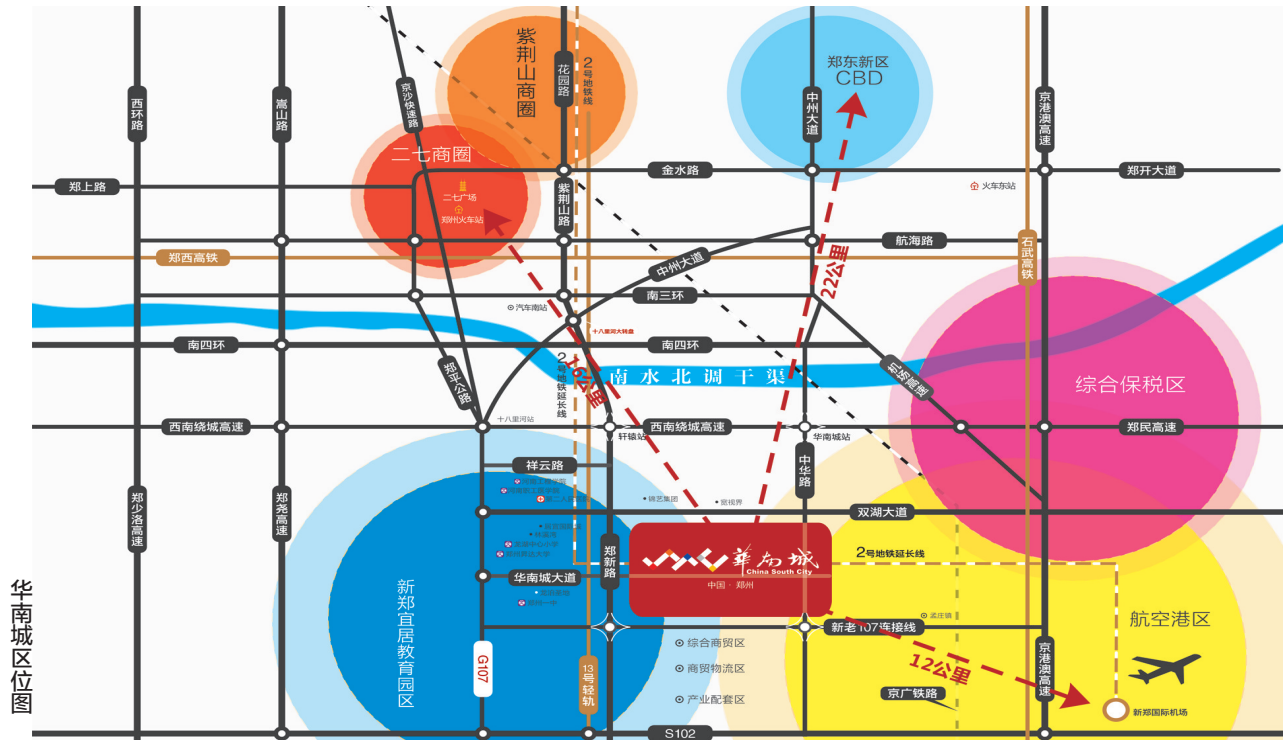 紫荆山商圈
花园路
2号地铁线
郑东新区
CBD
中州大道
京港澳高速
西环路
嵩山路
京沙快速路
二七商圈
二七广场
郑州火车站
郑上路
紫荆山路
金水路
郑开大道
火车东站
航海路
石武高铁
郑西高铁
中州大道
22公里
南三环
汽车南站
十八里河大转盘
南四环
南四环
2号地铁延长线
16公里
南水北调干渠
机场高速
综合保税区
郑平公路
十八里河站
西南绕城高速
轩辕站
西南绕城高速
华南城站
郑民高速
祥云路
中华路
锦艺集团
宏视界
郑少洛高速
郑尧高速
双湖大道
郑新路
华南城
China South City
中国·郑州
2号地铁延长线
华南城大道
新郑宜居教育园区
孟庄镇
航空港区
新老107连接线
综合商贸区
G107
13号轻轨
商贸物流区
12公里
京港澳高速
产业配套区
京广铁路
新郑国际机场
S102
华南城区位图